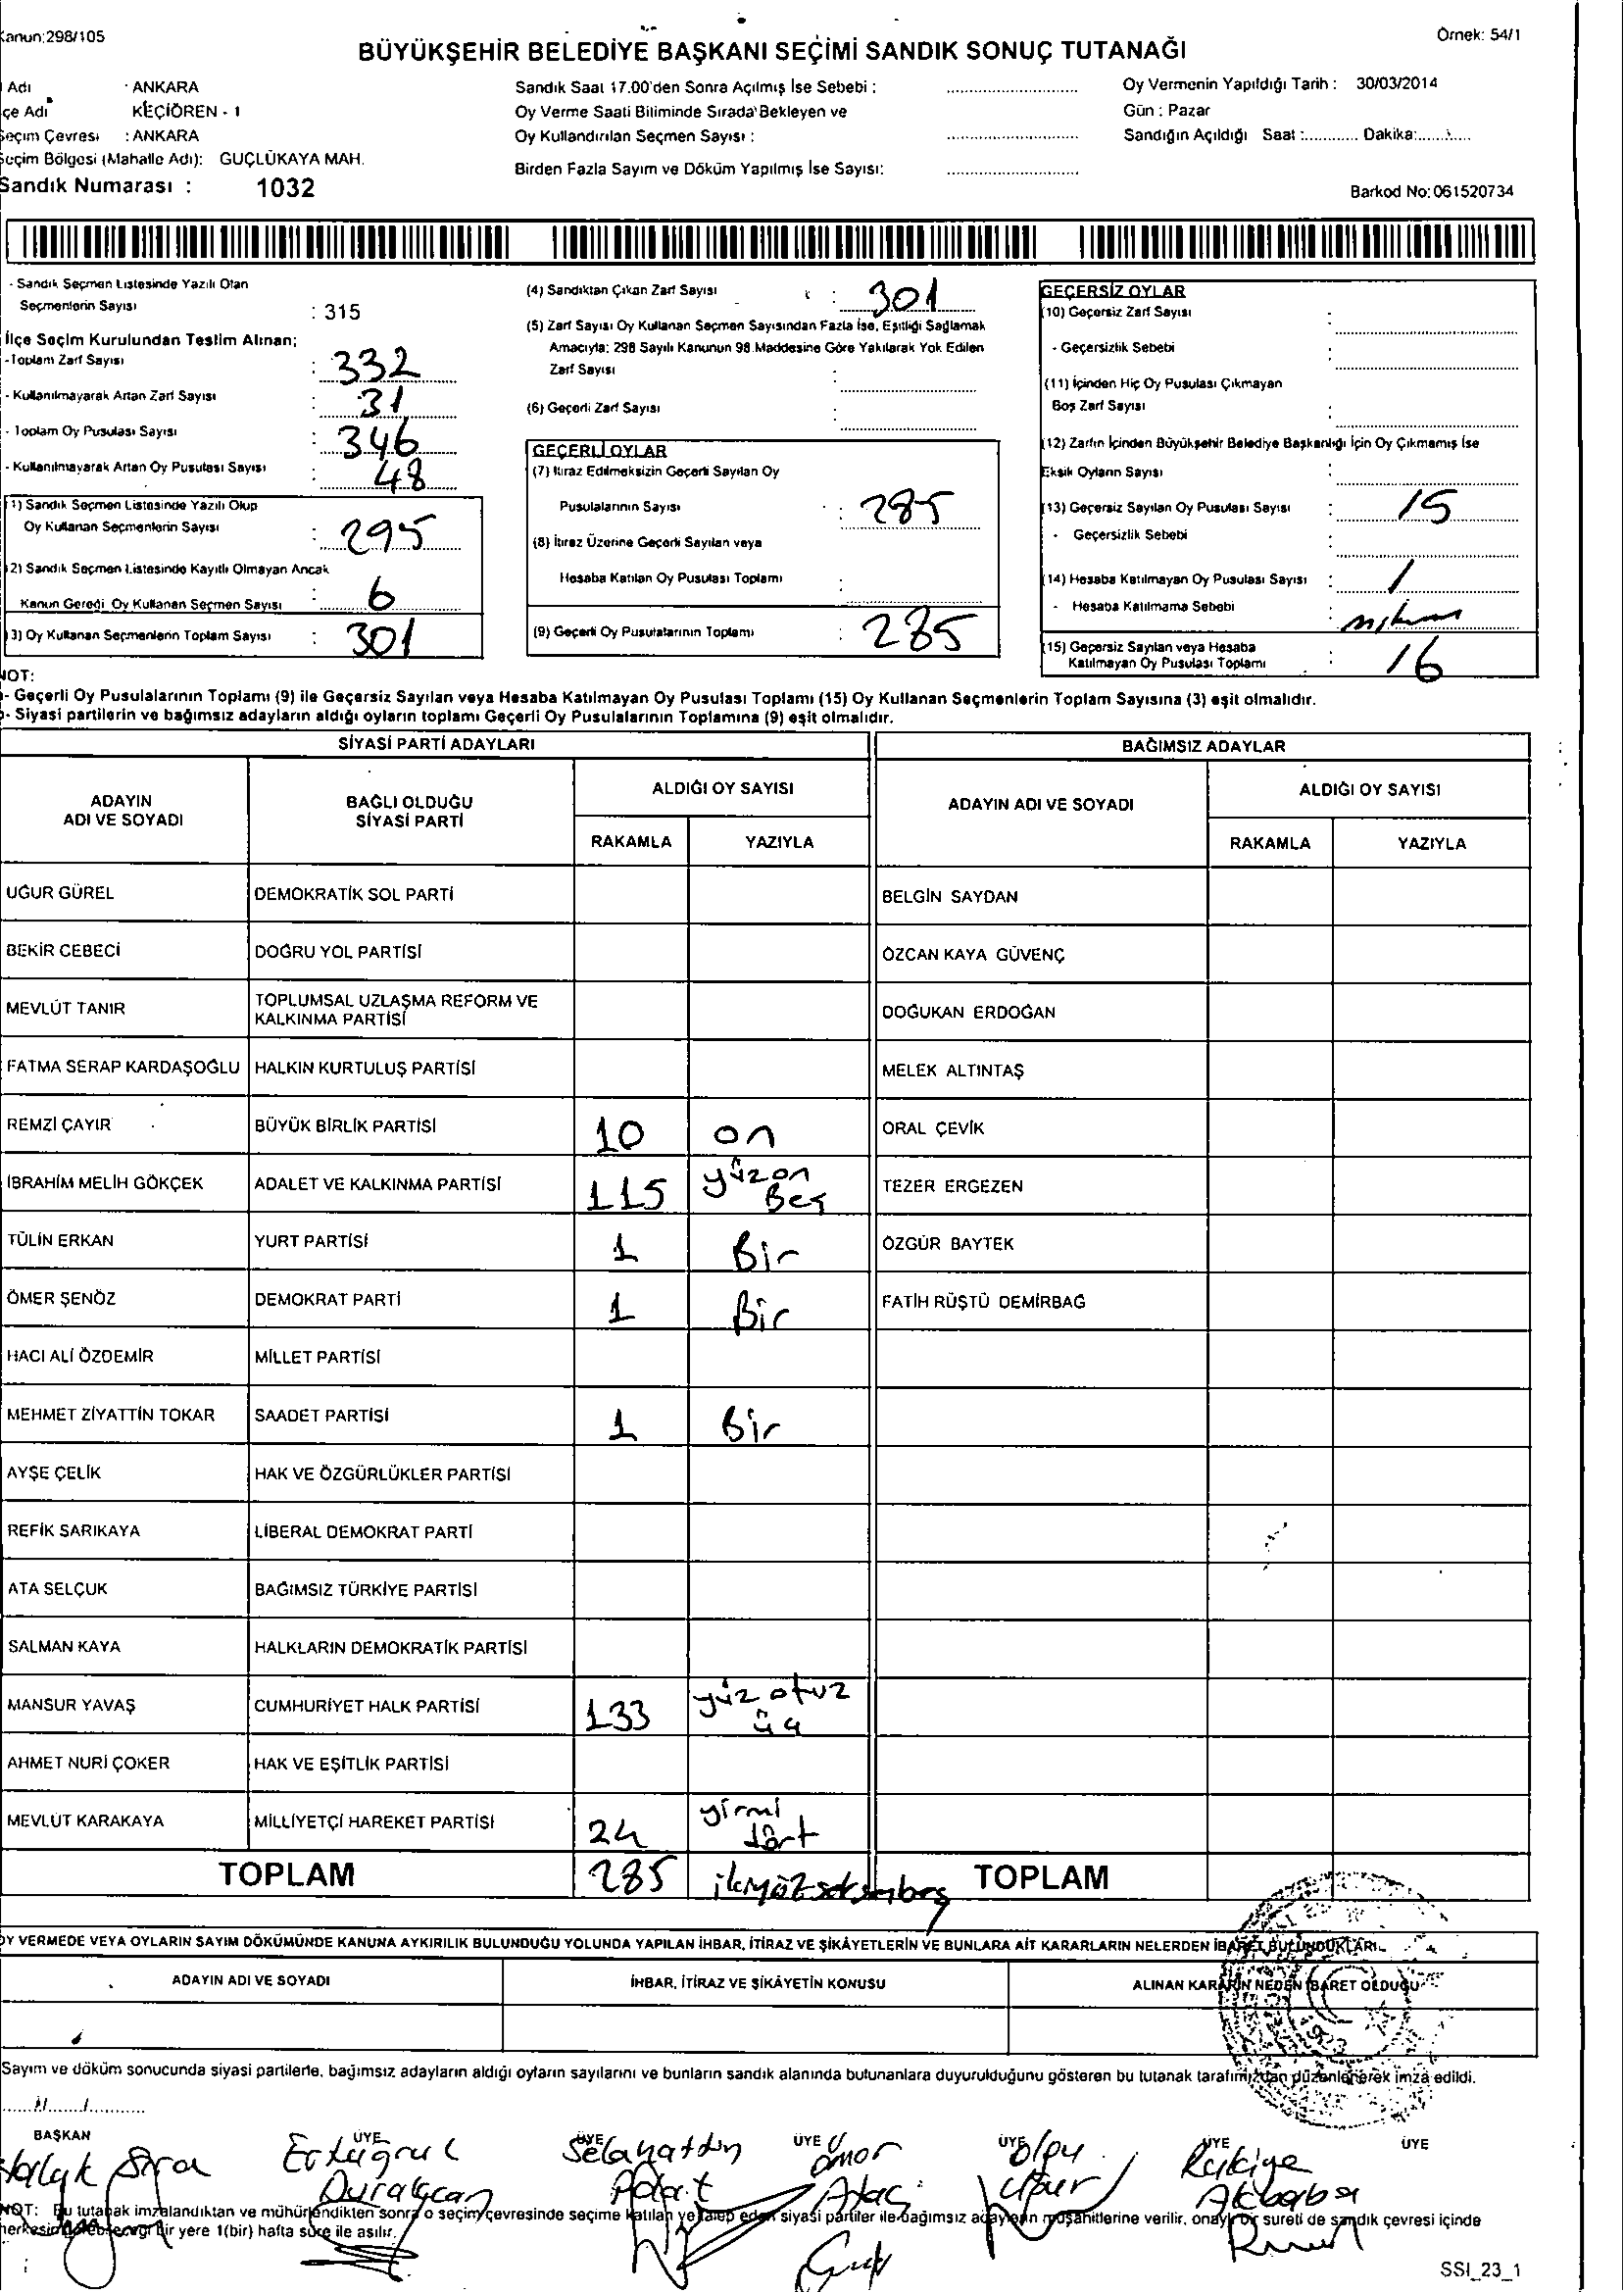 Kanun:298/105
Örnek: 54/1
BÜYÜKŞEHİR BELEDİYE BAŞKANI SEÇİMİ SANDIK SONUÇ TUTANAĞI
Adı : ANKARA
çe Adı KEÇİÖREN - 1
Seçim Çevresi : ANKARA
Seçim Bölgesi (Mahalle Adı): GÜÇLÜKAYA MAH.
Sandık Numarası : 1032
Sandık Saat 17.00'den Sonra Açılmış İse Sebebi :
Oy Verme Saati Bitiminde Sırada Bekleyen ve
Oy Kullandırılan Seçmen Sayısı :
Birden Fazla Sayım ve Döküm Yapılmış İse Sayısı:
Oy Vermenin Yapıldığı Tarih : 30/03/2014
Gün : Pazar
Sandığın Açıldığı Saat :............ Dakika:............
Barkod No: 061520734
- Sandık Seçmen Listesinde Yazılı Olan
Seçmenlerin Sayısı : 315
İlçe Seçim Kurulundan Teslim Alınan;
-Toplam Zarf Sayısı : 332
- Kullanılmayarak Artan Zarf Sayısı : 31
- Toplam Oy Pusulası Sayısı : 346
- Kullanılmayarak Artan Oy Pusulası Sayısı : 48
1) Sandık Seçmen Listesinde Yazılı Olup
Oy Kullanan Seçmenlerin Sayısı : 295
2) Sandık Seçmen Listesinde Kayıtlı Olmayan Ancak
Kanun Gereği Oy Kullanan Seçmen Sayısı : 6
3) Oy Kullanan Seçmenlerin Toplam Sayısı : 301
(4) Sandıktan Çıkan Zarf Sayısı : 301
(5) Zarf Sayısı Oy Kullanan Seçmen Sayısından Fazla İse, Eşitliği Sağlamak
Amacıyla; 298 Sayılı Kanunun 98.Maddesine Göre Yakılarak Yok Edilen
Zarf Sayısı :
(6) Geçerli Zarf Sayısı :
GEÇERLİ OYLAR
(7) İtiraz Edilmeksizin Geçerli Sayılan Oy
Pusulalarının Sayısı : 285
(8) İtiraz Üzerine Geçerli Sayılan veya
Hesaba Katılan Oy Pusulası Toplamı :
(9) Geçerli Oy Pusulalarının Toplamı : 285
GEÇERSİZ OYLAR
(10) Geçersiz Zarf Sayısı :
- Geçersizlik Sebebi :
(11) İçinden Hiç Oy Pusulası Çıkmayan
Boş Zarf Sayısı :
(12) Zarfın İçinden Büyükşehir Belediye Başkanlığı İçin Oy Çıkmamış İse
Eksik Oyların Sayısı :
(13) Geçersiz Sayılan Oy Pusulası Sayısı : 15
- Geçersizlik Sebebi :
(14) Hesaba Katılmayan Oy Pusulası Sayısı : 1
- Hesaba Katılmama Sebebi :
(15) Geçersiz Sayılan veya Hesaba
Katılmayan Oy Pusulası Toplamı : 16
NOT:
- Geçerli Oy Pusulalarının Toplamı (9) ile Geçersiz Sayılan veya Hesaba Katılmayan Oy Pusulası Toplamı (15) Oy Kullanan Seçmenlerin Toplam Sayısına (3) eşit olmalıdır.
- Siyasi partilerin ve bağımsız adayların aldığı oyların toplamı Geçerli Oy Pusulalarının Toplamına (9) eşit olmalıdır.
SİYASİ PARTİ ADAYLARI BAĞIMSIZ ADAYLAR
ADAYIN ADI VE SOYADI BAĞLI OLDUĞU SİYASİ PARTİ ALDIĞI OY SAYISI ADAYIN ADI VE SOYADI ALDIĞI OY SAYISI
RAKAMLA YAZIYLA RAKAMLA YAZIYLA
UĞUR GÜREL DEMOKRATİK SOL PARTİ BELGİN SAYDAN
BEKİR CEBECİ DOĞRU YOL PARTİSİ ÖZCAN KAYA GÜVENÇ
MEVLÜT TANIR TOPLUMSAL UZLAŞMA REFORM VE KALKINMA PARTİSİ DOĞUKAN ERDOĞAN
FATMA SERAP KARDAŞOĞLU HALKIN KURTULUŞ PARTİSİ MELEK ALTINTAŞ
REMZİ ÇAYIR BÜYÜK BİRLİK PARTİSİ 10 on ORAL ÇEVİK
İBRAHİM MELİH GÖKÇEK ADALET VE KALKINMA PARTİSİ 115 yüzon Beş TEZER ERGEZEN
TÜLİN ERKAN YURT PARTİSİ 1 Bir ÖZGÜR BAYTEK
ÖMER ŞENÖZ DEMOKRAT PARTİ 1 Bir FATİH RÜŞTÜ DEMİRBAĞ
HACI ALİ ÖZDEMİR MİLLET PARTİSİ
MEHMET ZİYATTİN TOKAR SAADET PARTİSİ 1 Bir
AYŞE ÇELİK HAK VE ÖZGÜRLÜKLER PARTİSİ
REFİK SARIKAYA LİBERAL DEMOKRAT PARTİ
ATA SELÇUK BAĞIMSIZ TÜRKİYE PARTİSİ
SALMAN KAYA HALKLARIN DEMOKRATİK PARTİSİ
MANSUR YAVAŞ CUMHURİYET HALK PARTİSİ 133 yüz otuz üç
AHMET NURİ ÇOKER HAK VE EŞİTLİK PARTİSİ
MEVLÜT KARAKAYA MİLLİYETÇİ HAREKET PARTİSİ 24 yirmi dört
TOPLAM 285 ikiyüzseksenbeş TOPLAM
OY VERMEDE VEYA OYLARIN SAYIM DÖKÜMÜNDE KANUNA AYKIRILIK BULUNDUĞU YOLUNDA YAPILAN İHBAR, İTİRAZ VE ŞİKÂYETLERİN VE BUNLARA AİT KARARLARIN NELERDEN İBARET BULUNDUKLARI
ADAYIN ADI VE SOYADI İHBAR, İTİRAZ VE ŞİKÂYETİN KONUSU ALINAN KARARIN NEDEN İBARET OLDUĞU
Sayım ve döküm sonucunda siyasi partilerle, bağımsız adayların aldığı oyların sayılarını ve bunların sandık alanında bulunanlara duyurulduğunu gösteren bu tutanak tarafımızdan düzenlenerek imza edildi.
BAŞKAN ÜYE ÜYE ÜYE ÜYE ÜYE ÜYE
Ertuğrul Selahattin Ömer Olpy Rukiye
Duralıcan Polat Ataç Uçar Akbaba
NOT: Bu tutanak imzalandıktan ve mühürlendikten sonra o seçim çevresinde seçime katılan ve talep eden siyasi partiler ile bağımsız adayların müşahitlerine verilir, onaylı bir sureti de sandık çevresi içinde
herkesin görebileceği bir yere 1(bir) hafta süre ile asılır.
SSI_23_1